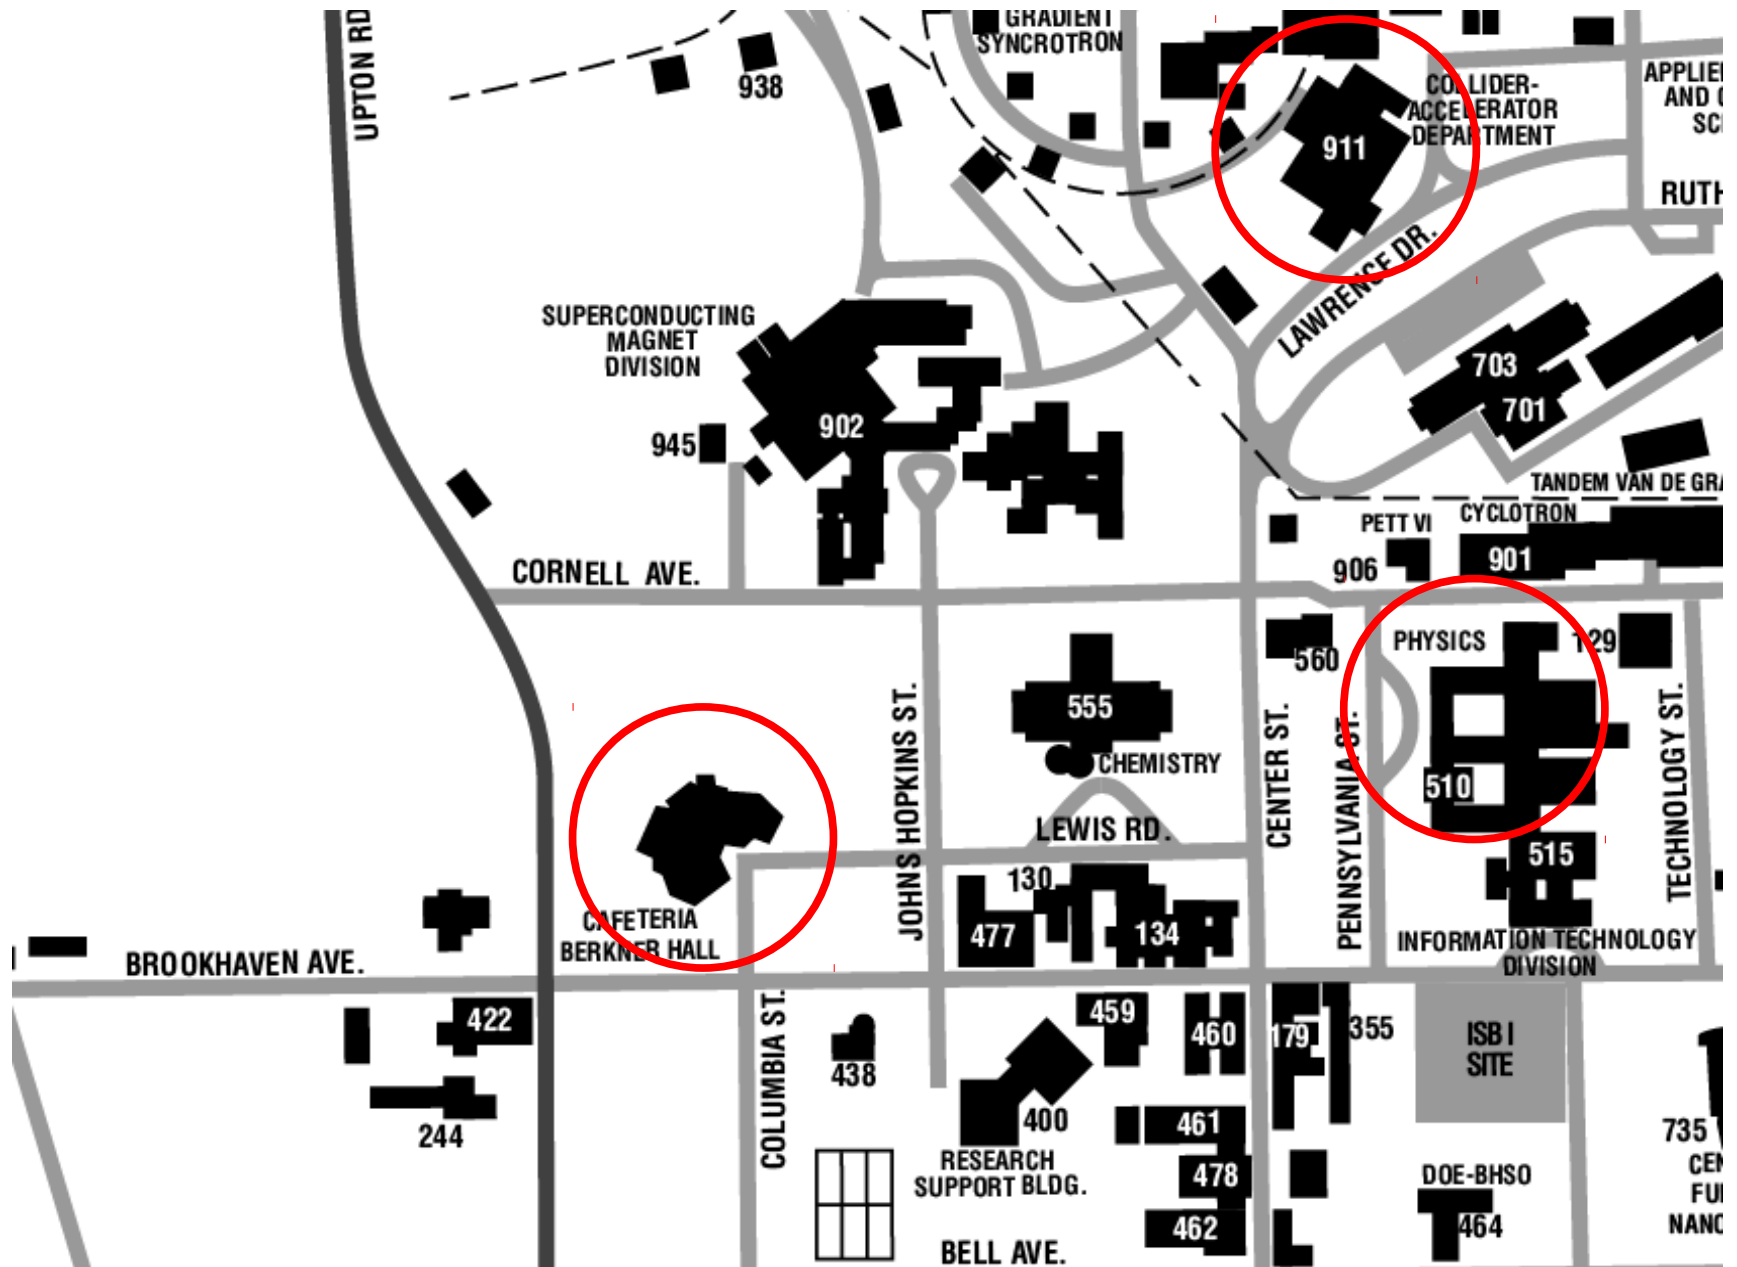 UPTON RD
938
GRADIENT
SYNCROTRON
COLLIDER-
ACCELERATOR
DEPARTMENT
911
LAWRENCE DR.
SUPERCONDUCTING
MAGNET
DIVISION
902
945
703
701
TANDEM VAN DE
PETT VI
CYCLOTRON
906
901
CORNELL AVE.
PHYSICS
129
560
555
CHEMISTRY
510
515
JOHNS HOPKINS ST.
CENTER ST.
PENNSYLVANIA ST.
TECHNOLOGY ST.
LEWIS RD.
130
477
134
CAFETERIA
BERKNER HALL
INFORMATION TECHNOLOGY
DIVISION
BROOKHAVEN AVE.
422
244
COLUMBIA ST.
438
459
460
179
355
ISB I
SITE
400
RESEARCH
SUPPORT BLDG.
461
478
462
DOE-BHSO
464
735
BELL AVE.
AND